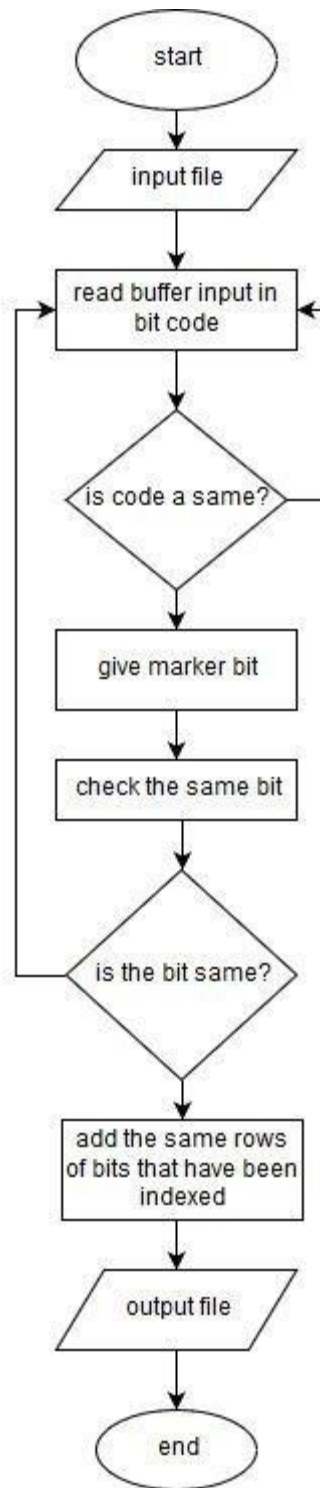 start
input file
read buffer input in
bit code
is code a same?
give marker bit
check the same bit
is the bit same?
add the same rows
of bits that have been
indexed
output file
end